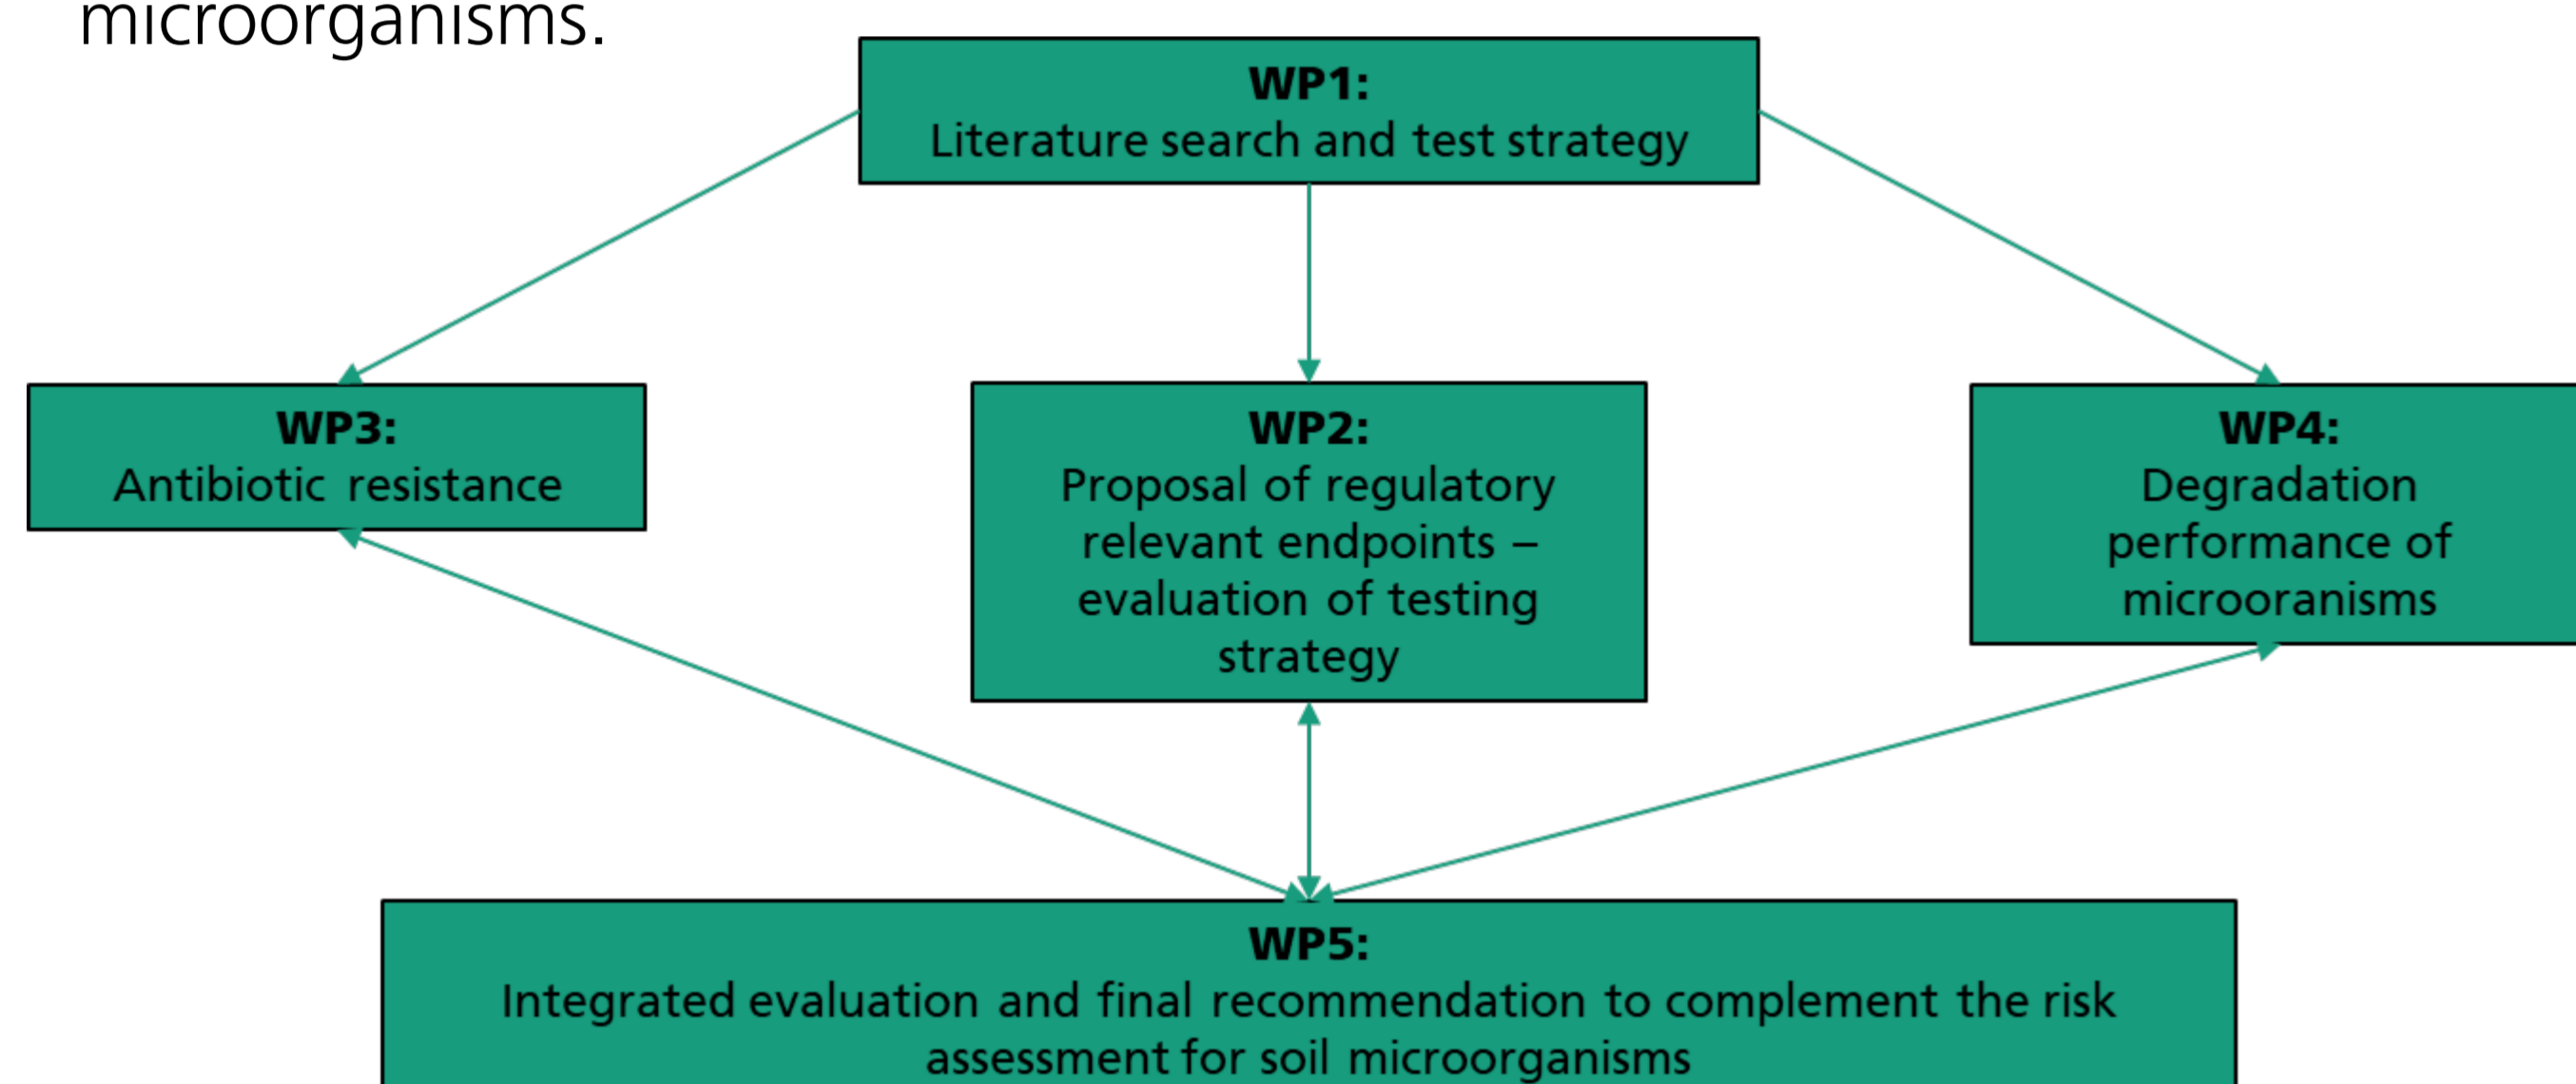 microorganisms.
WP1:
Literature search and test strategy
WP3:
Antibiotic resistance
WP2:
Proposal of regulatory
relevant endpoints –
evaluation of testing
strategy
WP4:
Degradation
performance of
microoranisms
WP5:
Integrated evaluation and final recommendation to complement the risk
assessment for soil microorganisms